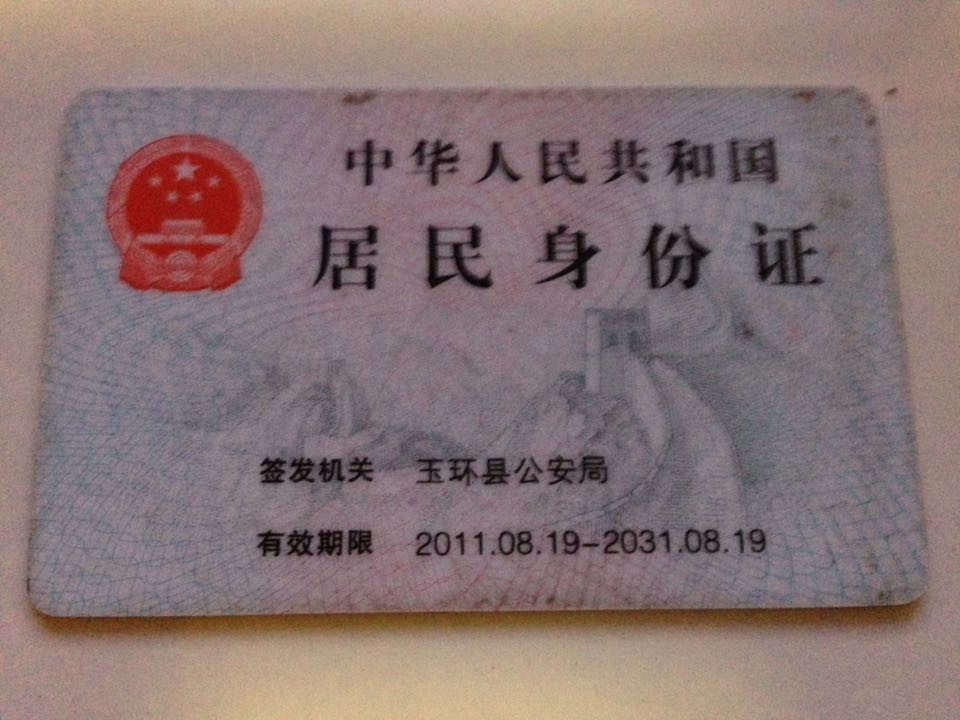 中华人民共和国
居民身份证
签发机关 玉环县公安局
有效期限 2011.08.19-2031.08.19